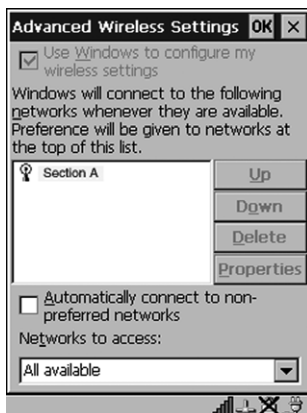 Advanced Wireless Settings OK ×
Use Windows to configure my
wireless settings
Windows will connect to the following
networks whenever they are available.
Preference will be given to networks at
the top of this list.
Section A
Up
Down
Delete
Properties
Automatically connect to non-
preferred networks
Networks to access:
All available